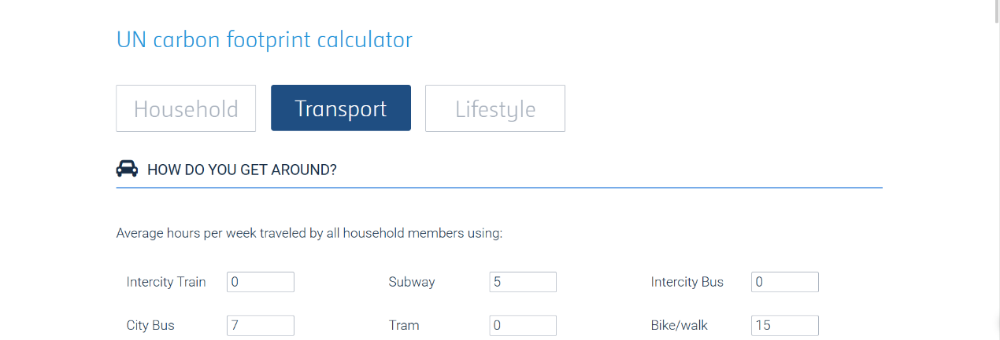 UN carbon footprint calculator
Household Transport Lifestyle
HOW DO YOU GET AROUND?
Average hours per week traveled by all household members using:
Intercity Train 0 Subway 5 Intercity Bus 0
City Bus 7 Tram 0 Bike/walk 15